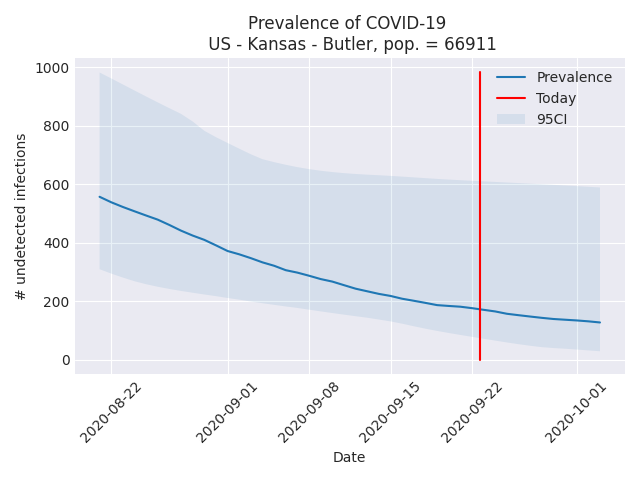 Prevalence of COVID-19
US - Kansas - Butler, pop. = 66911
1000
800
600
400
200
0
# undetected infections
Prevalence
Today
95CI
2020-08-22
2020-09-01
2020-09-08
2020-09-15
2020-09-22
2020-10-01
Date